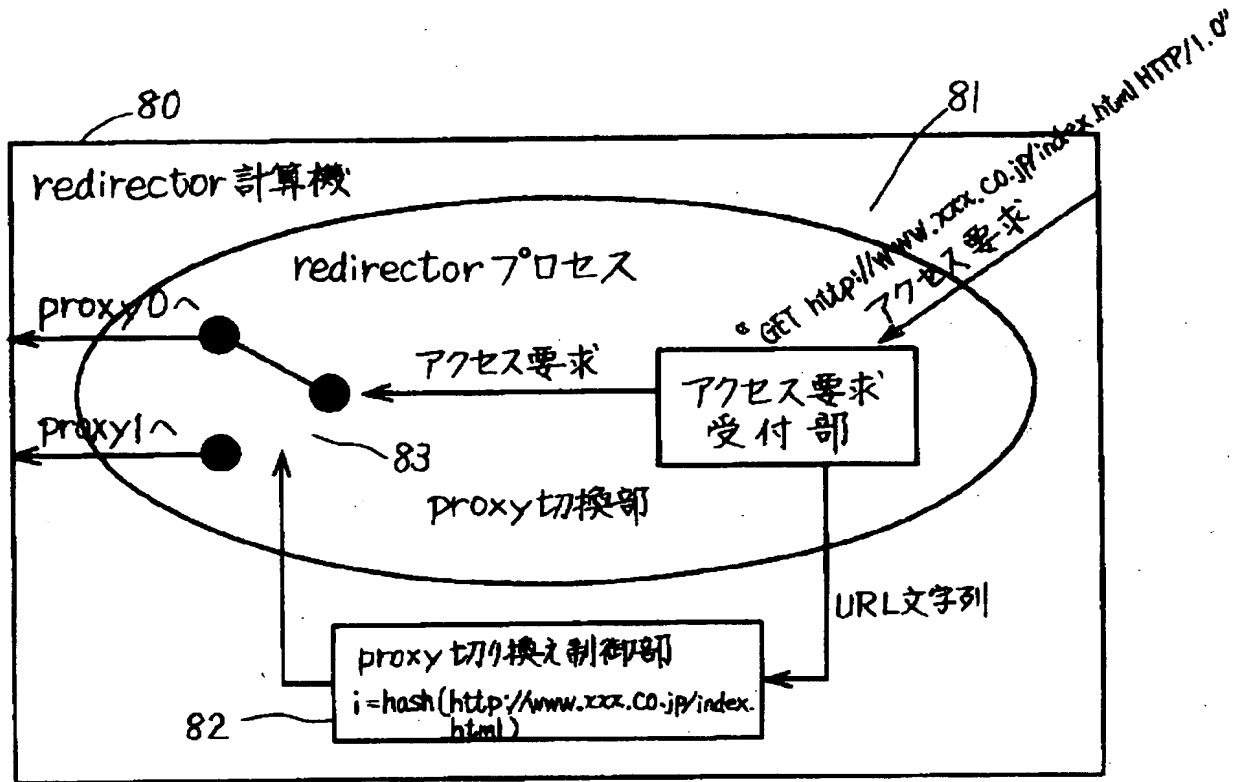 80
81
"GET http://www.xxx.co.jp/index.html HTTP/1.0"
アクセス要求
redirector計算機
redirectorプロセス
proxy0へ
アクセス要求
アクセス要求
受付部
proxy1へ
83
proxy切換部
URL文字列
proxy切り換え制御部
i=hash(http://www.xxx.co.jp/index.
html)
82